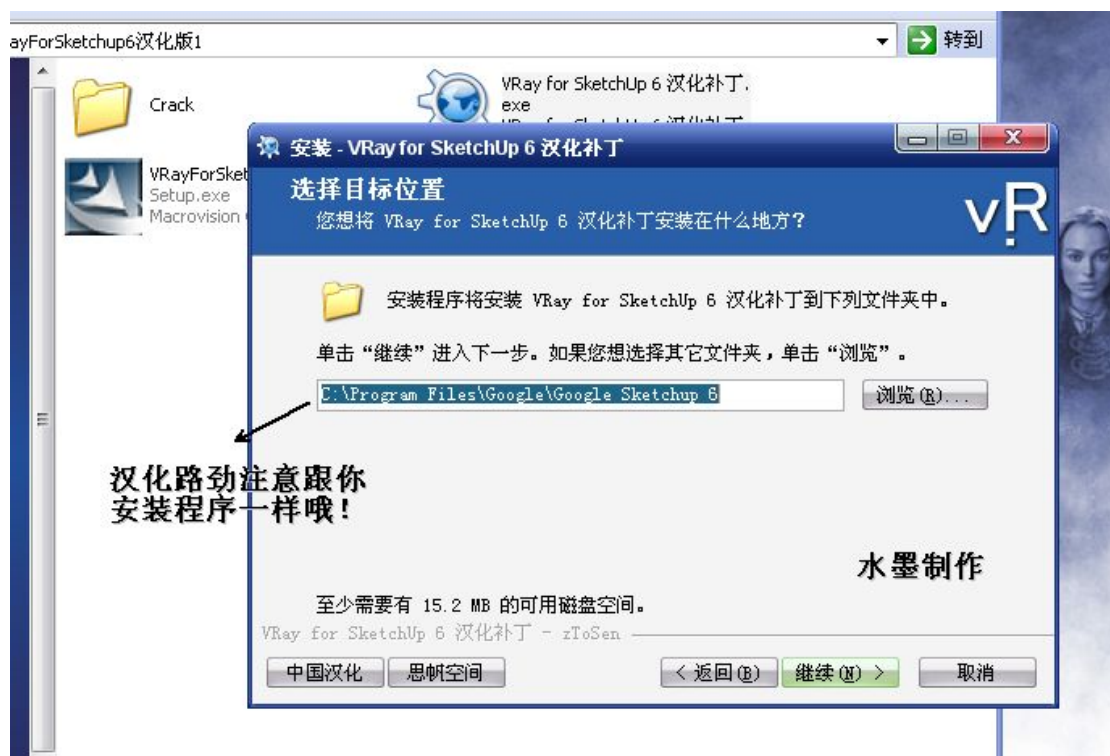 ayForSketchup6汉化版1
转到
Crack
VRay for SketchUp 6 汉化补丁.
exe
VRayForSket
Setup.exe
Macrovision
安装 - VRay for SketchUp 6 汉化补丁
选择目标位置
您想将 VRay for SketchUp 6 汉化补丁安装在什么地方?
vR
安装程序将安装 VRay for SketchUp 6 汉化补丁到下列文件夹中。
单击“继续”进入下一步。如果您想选择其它文件夹,单击“浏览”。
C:\Program Files\Google\Google Sketchup 6
浏览(R)...
汉化路劲注意跟你
安装程序一样哦!
水墨制作
至少需要有 15.2 MB 的可用磁盘空间。
VRay for SketchUp 6 汉化补丁 - zToSen
中国汉化
思帆空间
< 返回(B)
继续(N) >
取消